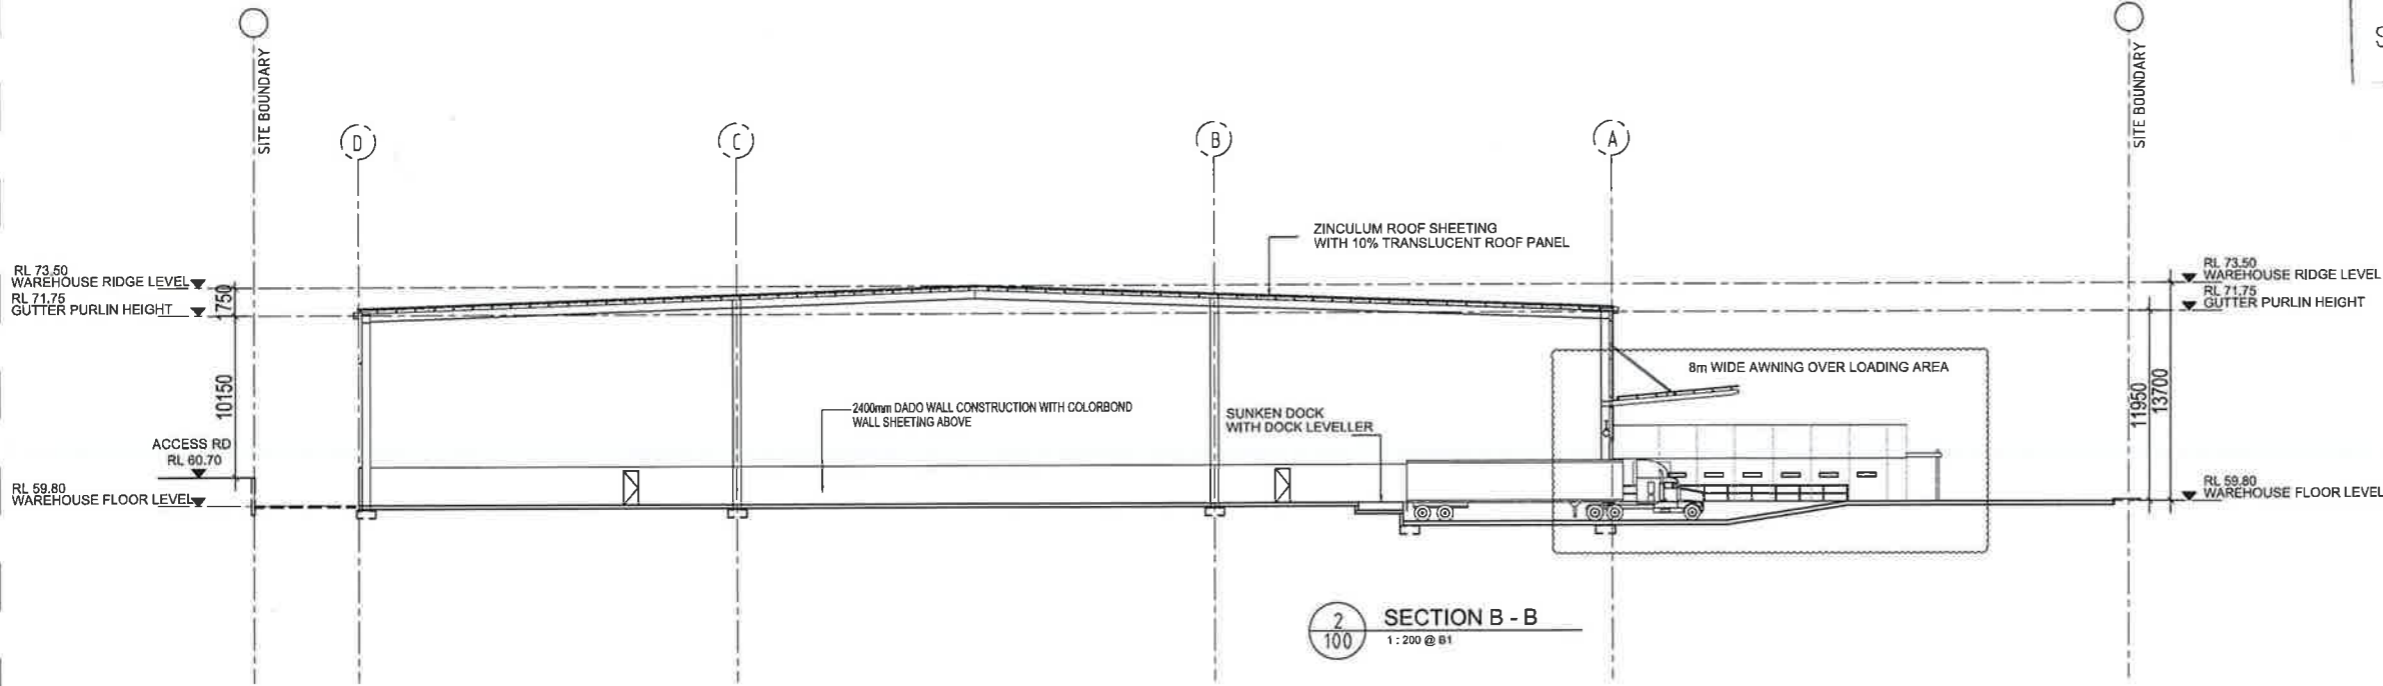 SITE BOUNDARY
SITE BOUNDARY
S
D
C
B
A
ZINCULUM ROOF SHEETING
WITH 10% TRANSLUCENT ROOF PANEL
RL 73.50
WAREHOUSE RIDGE LEVEL
RL 71.75
GUTTER PURLIN HEIGHT
1750
10150
ACCESS RD
RL 60.70
RL 59.80
WAREHOUSE FLOOR LEVEL
2400mm DADO WALL CONSTRUCTION WITH COLORBOND
WALL SHEETING ABOVE
SUNKEN DOCK
WITH DOCK LEVELLER
8m WIDE AWNING OVER LOADING AREA
RL 73.50
WAREHOUSE RIDGE LEVEL
RL 71.75
GUTTER PURLIN HEIGHT
11950
13700
RL 59.80
WAREHOUSE FLOOR LEVEL
2
100
SECTION B - B
1 : 200 @ B1